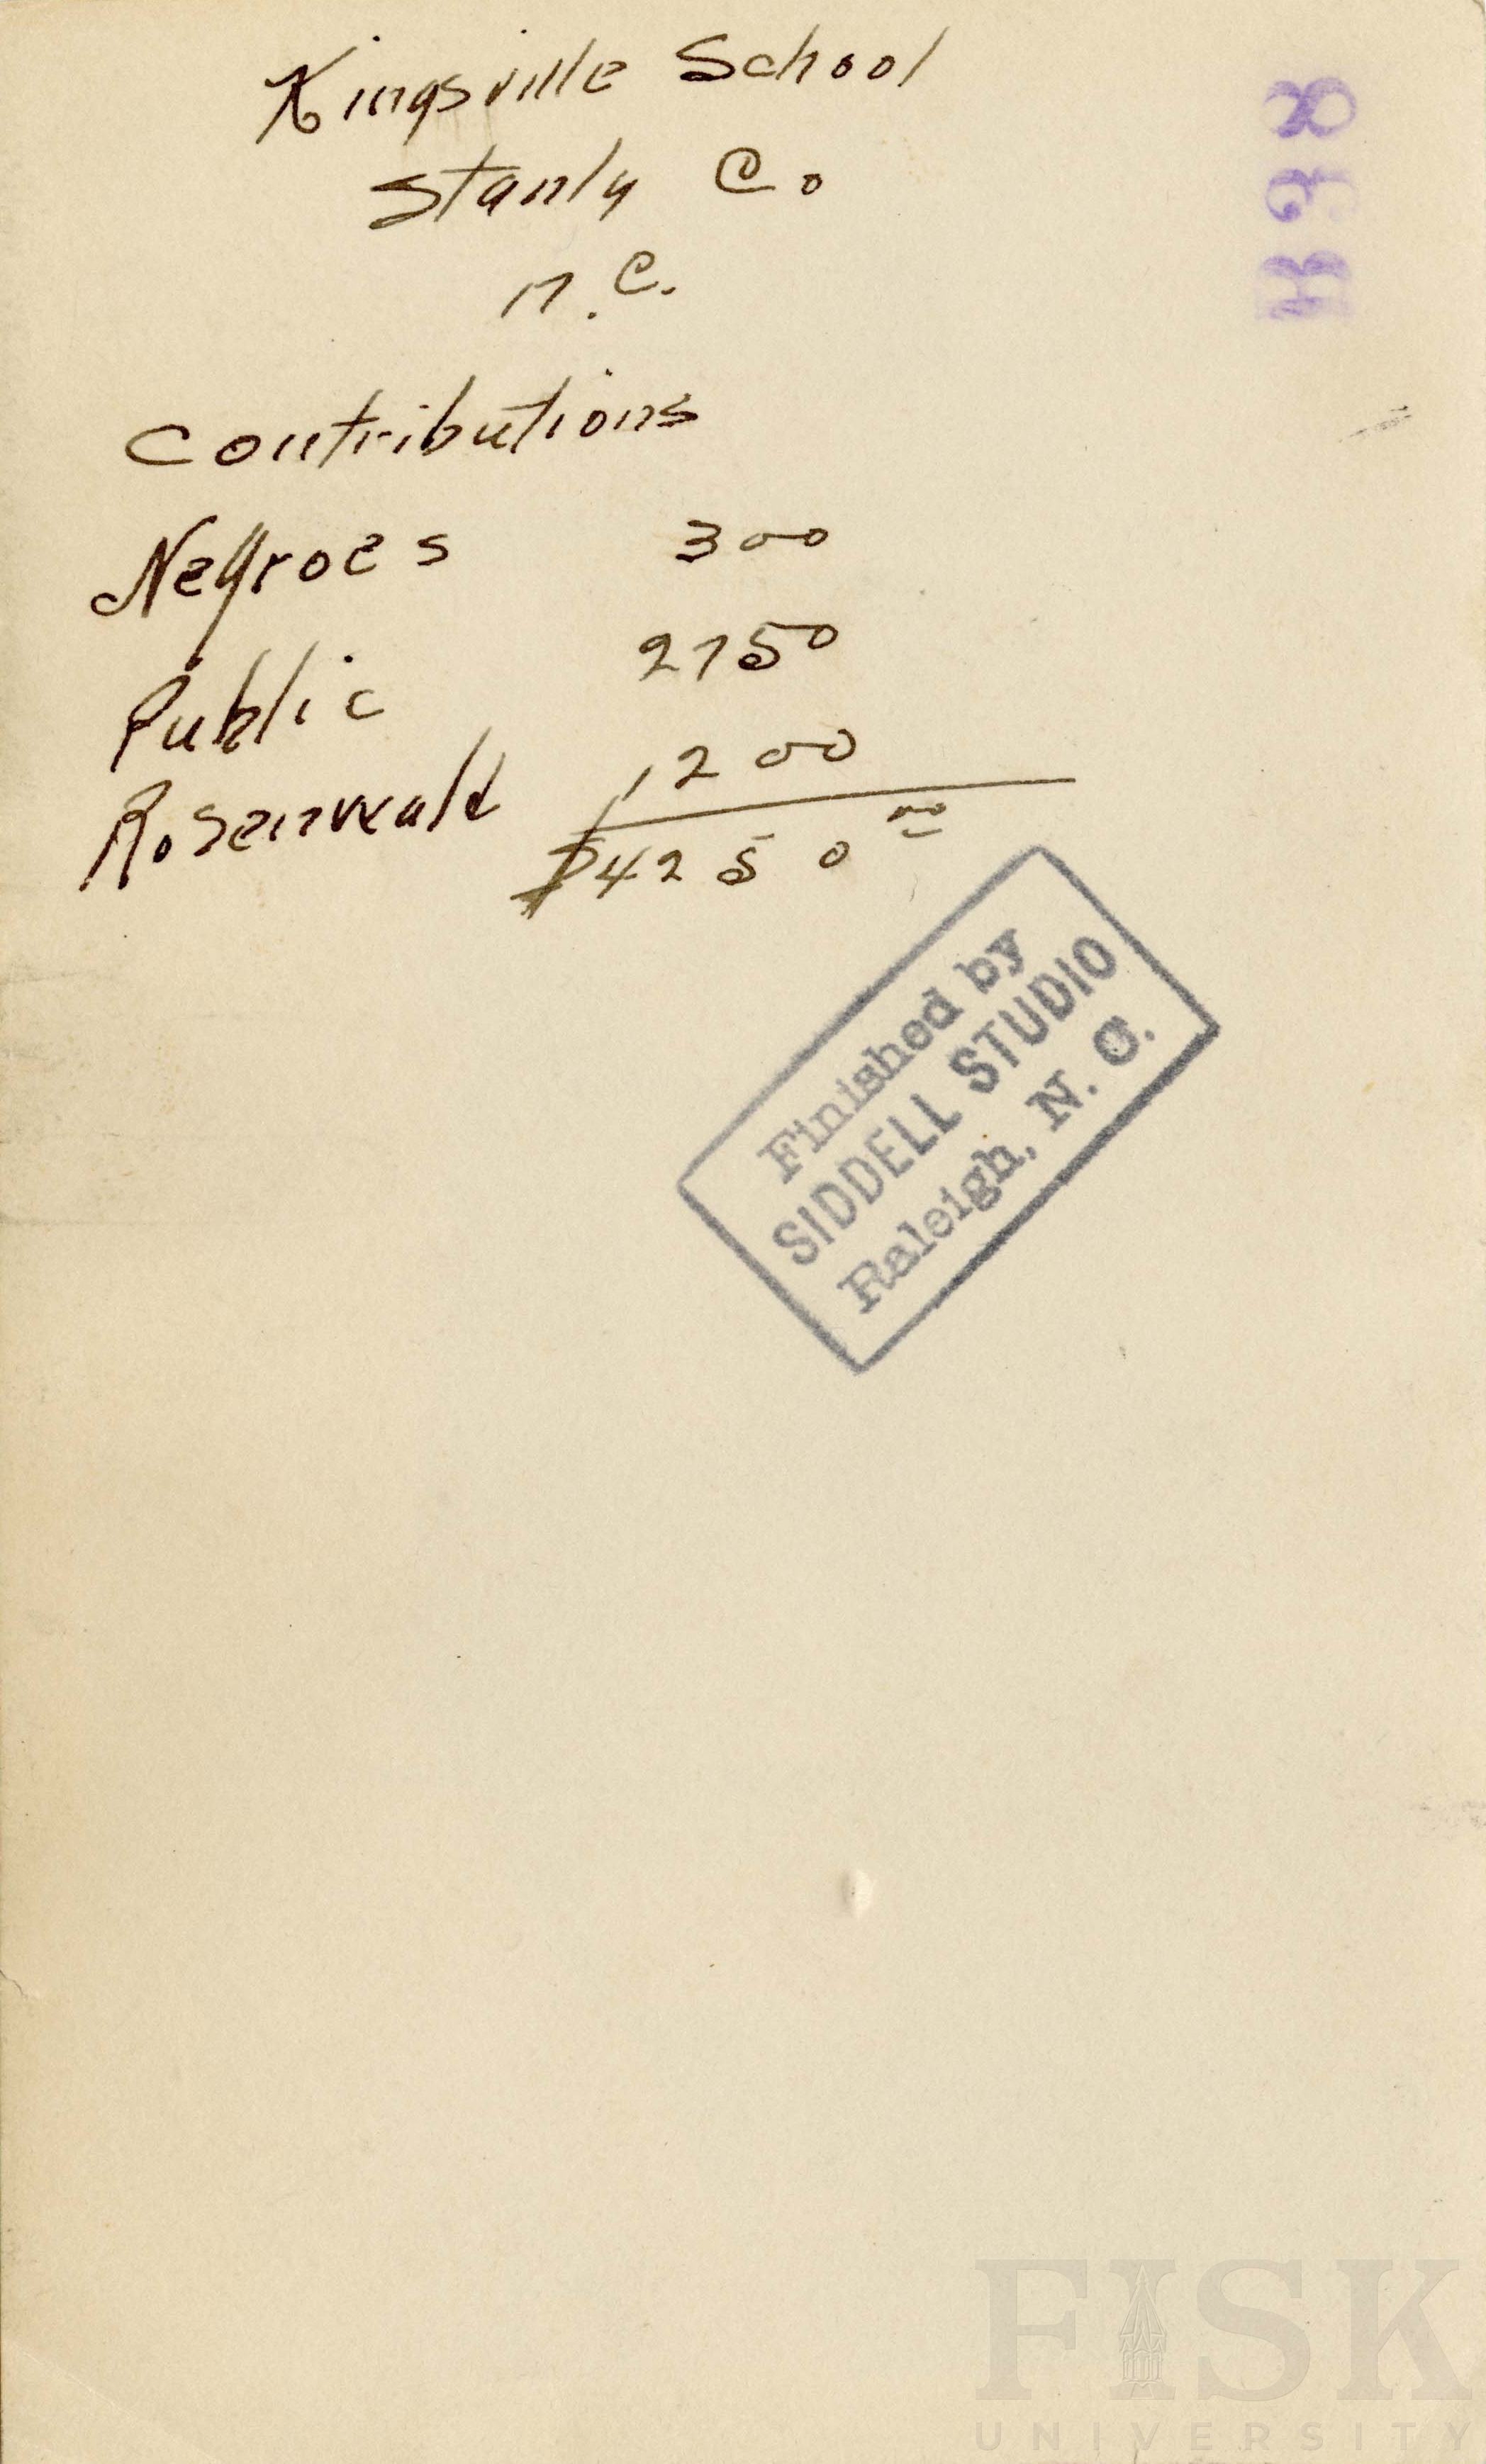 Kingsville School
Stanly Co
N.C.
Contributions
Negroes 300
Public 2750
Rosenwald 1200
$4250 00
Finished by
SIDDELL STUDIO
Raleigh, N. C.
FISK
UNIVERSITY